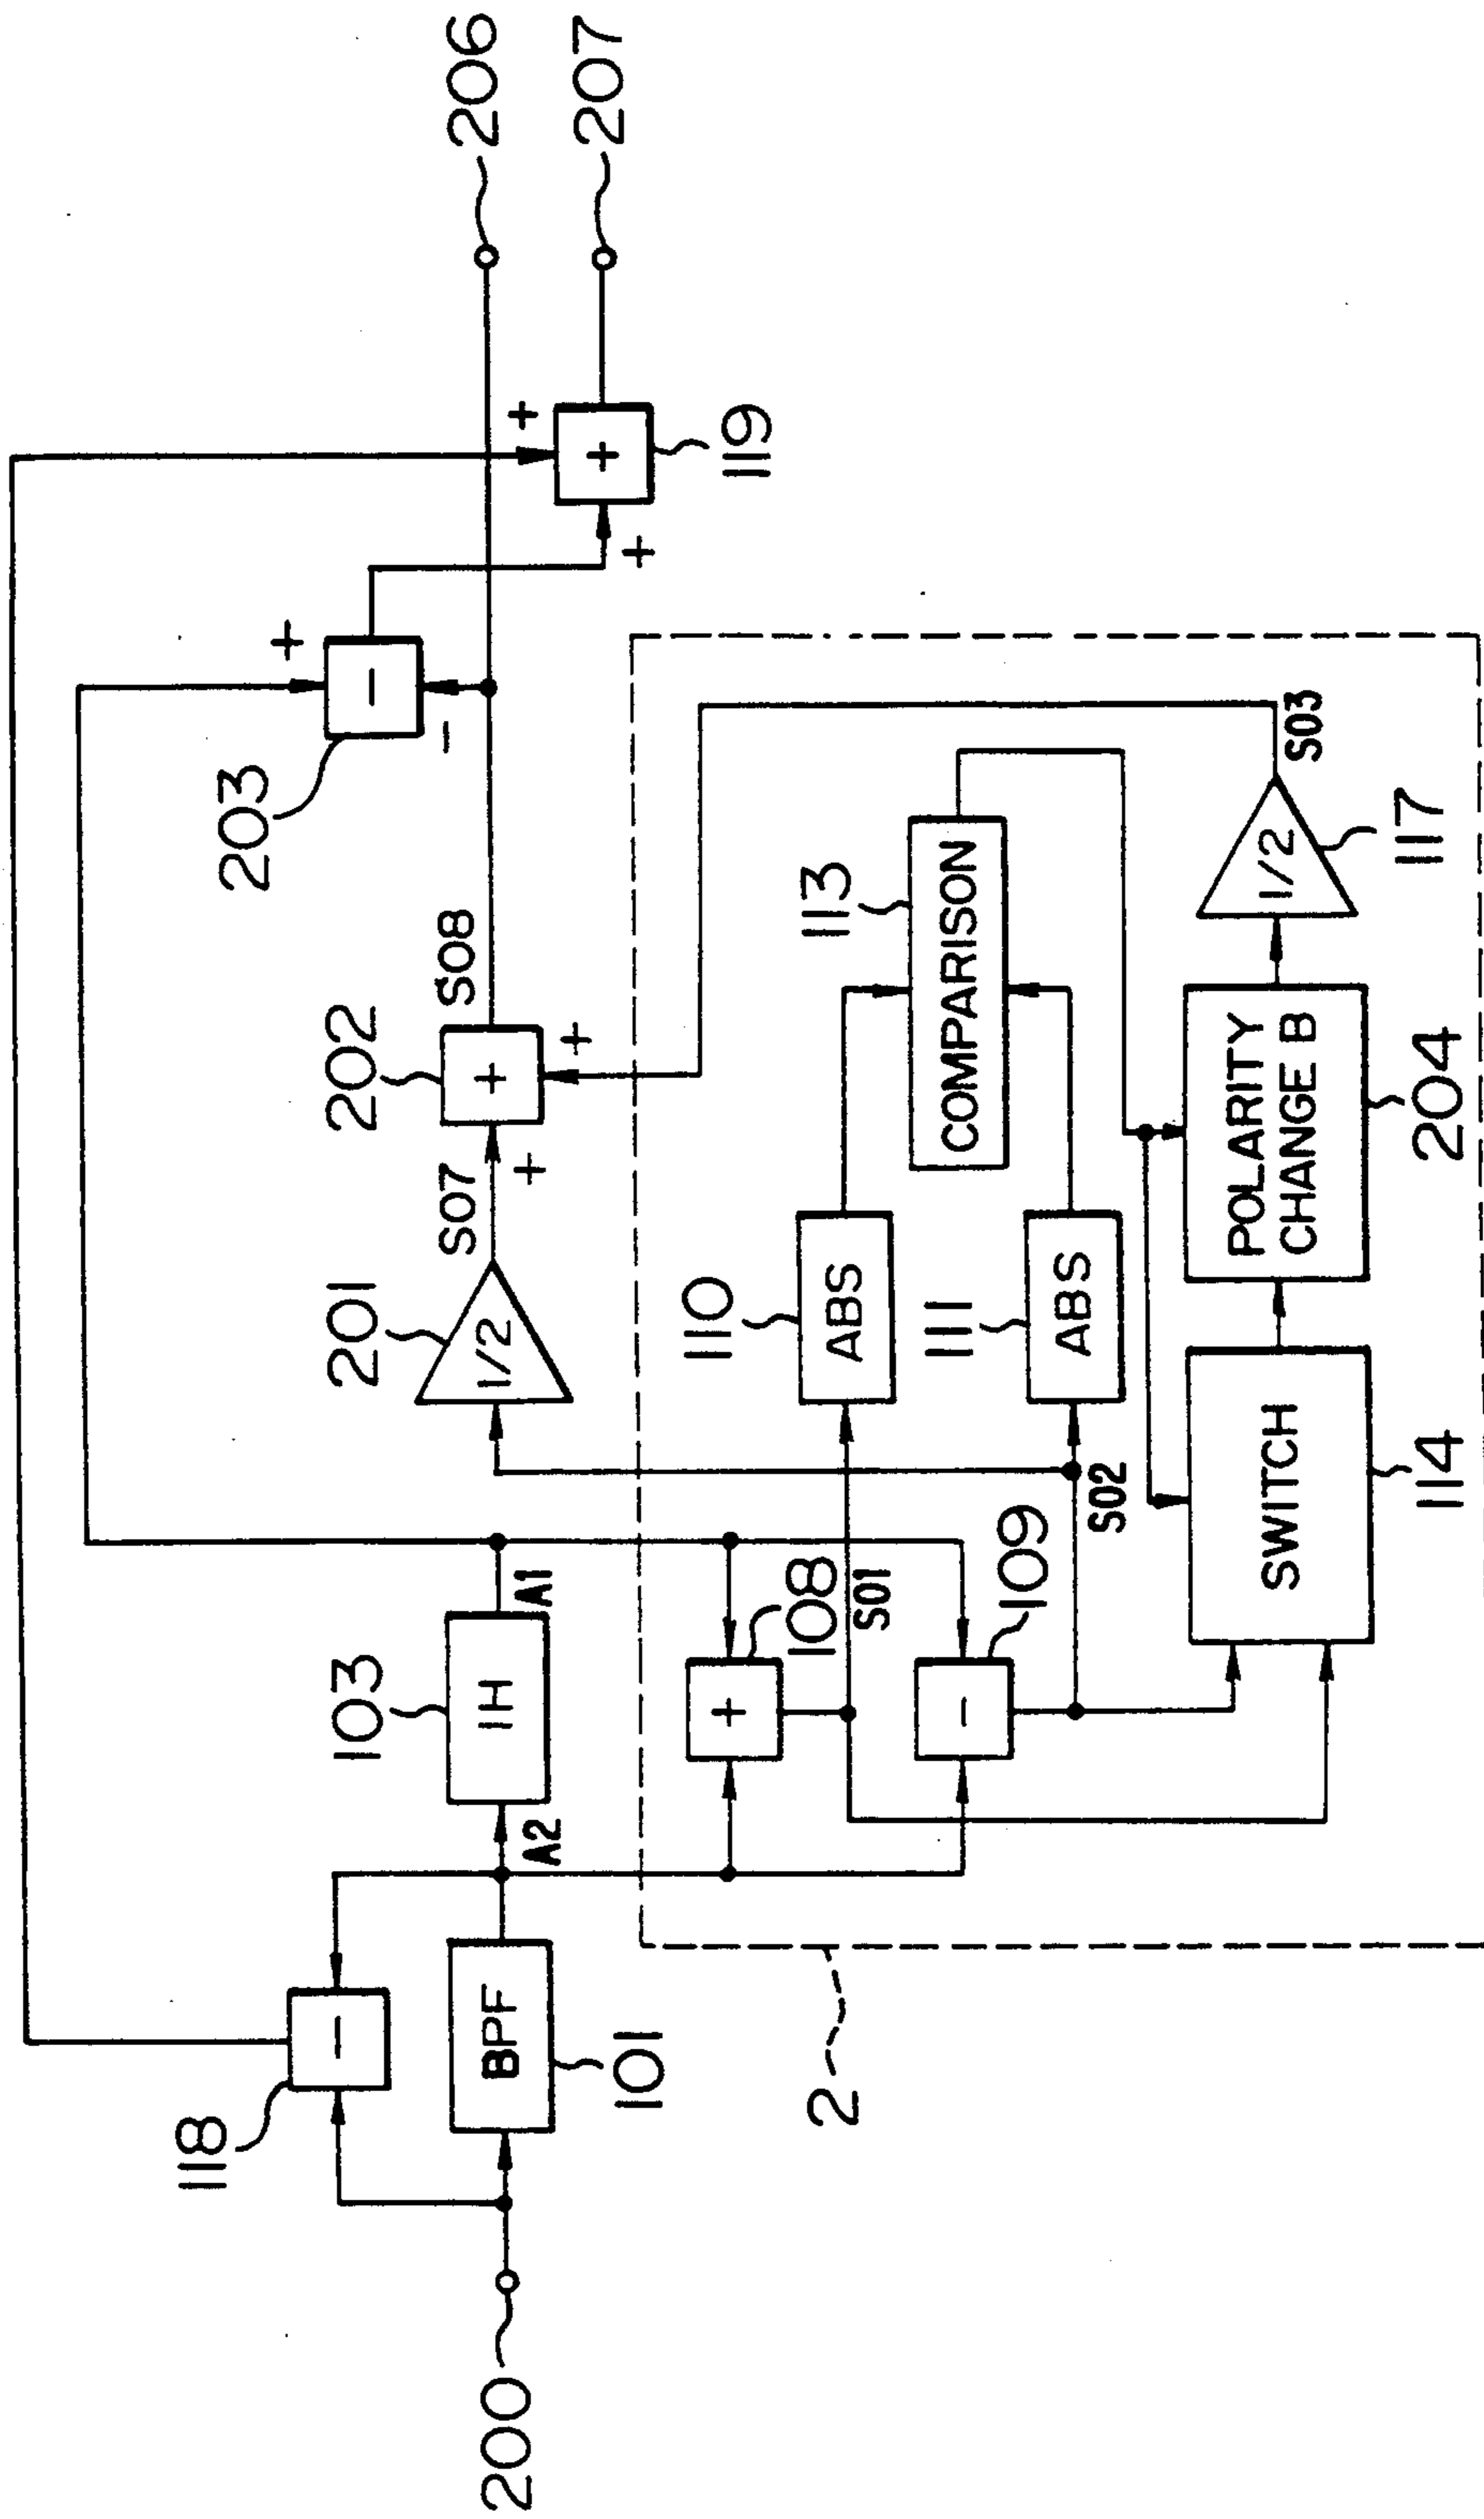 206
207
203
+
-
-
+
+
+
119
202
S08
+
+
+
201
S07
1/2
118
-
103
1H
A1
A2
BPF
101
200
2
110
ABS
113
COMPARISON
111
ABS
108
+
S01
109
-
S02
SWITCH
114
POLARITY
CHANGE B
204
1/2
S03
117